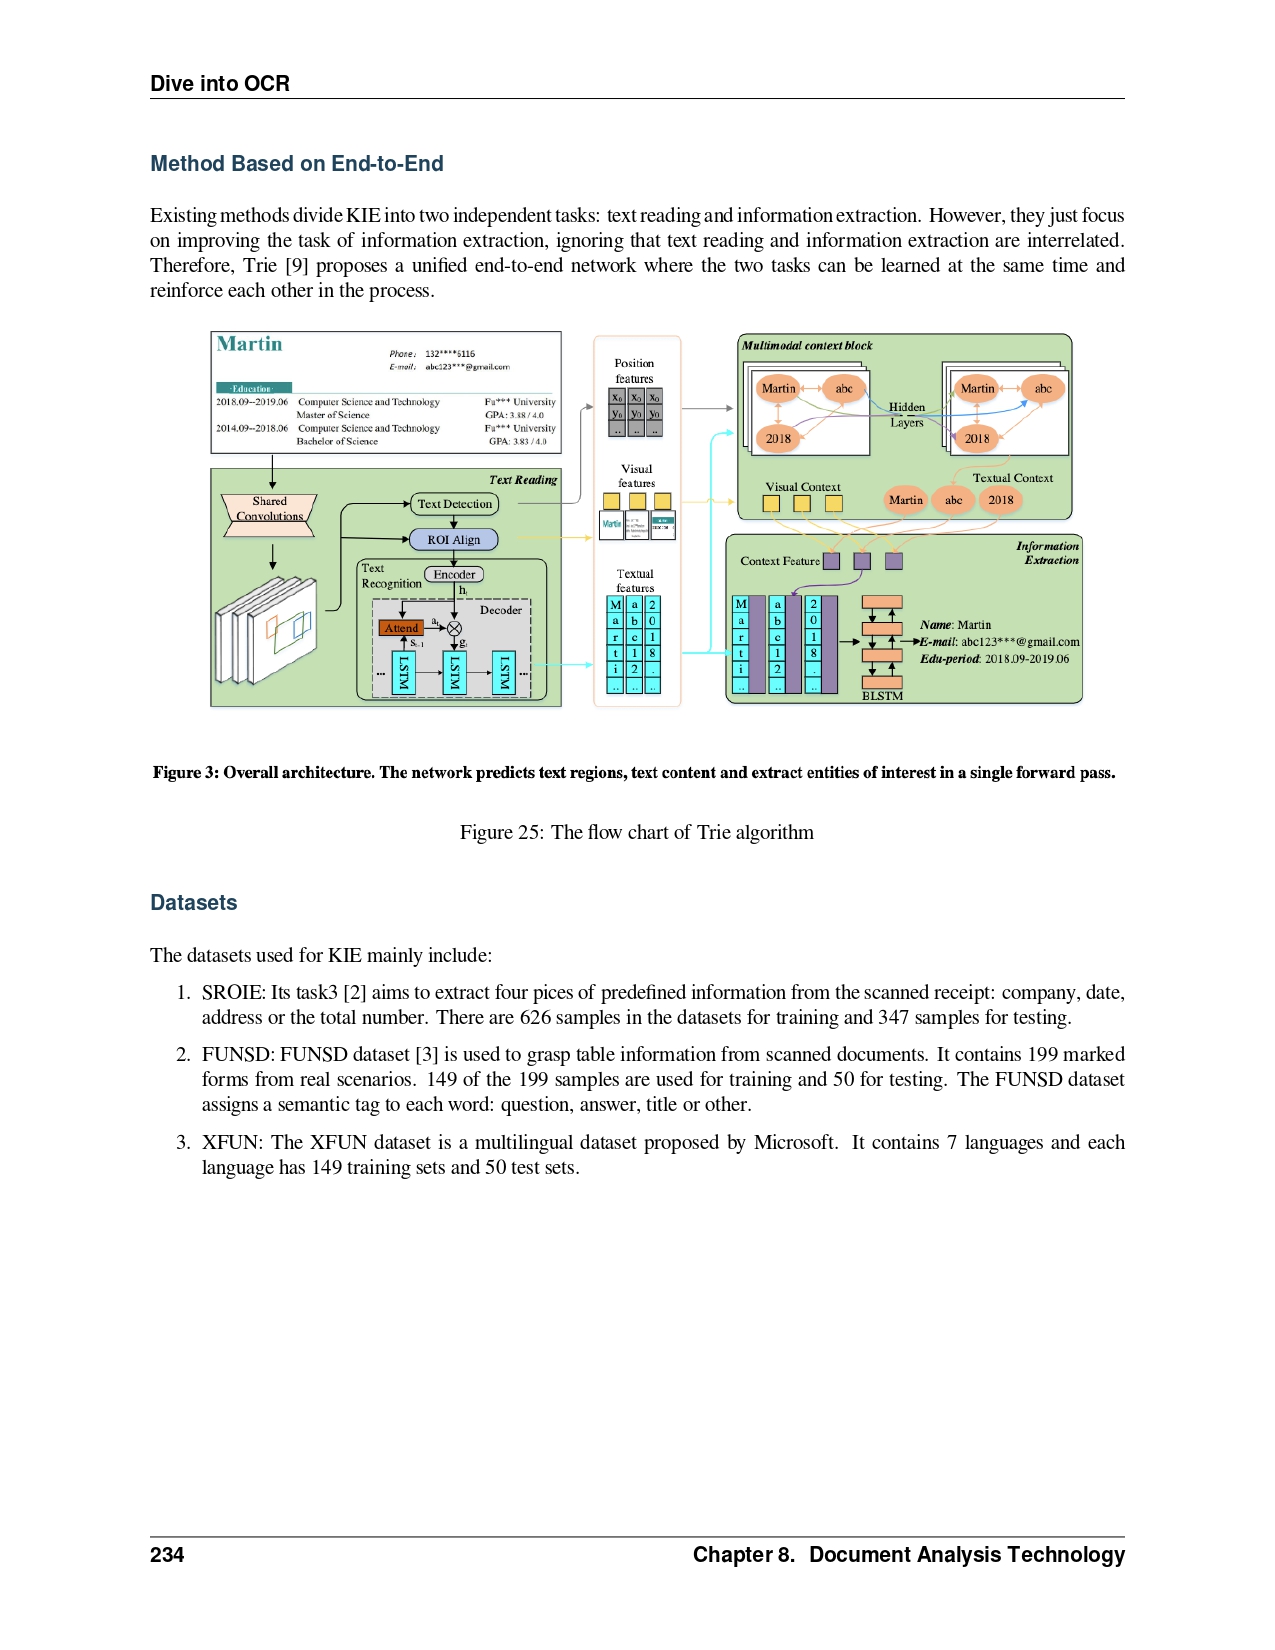 Dive into OCR
Method Based on End-to-End
Existing methods divide KIE into two independent tasks: text reading and information extraction. However, they just focus
on improving the task of information extraction, ignoring that text reading and information extraction are interrelated.
Therefore, Trie [9] proposes a unified end-to-end network where the two tasks can be learned at the same time and
reinforce each other in the process.
Martin
Phone: 132****6116
E-mail: abc123***@gmail.com
Education
2018.09--2019.06 Computer Science and Technology Fu*** University
Master of Science GPA: 3.88 / 4.0
2014.09--2018.06 Computer Science and Technology Fu*** University
Bachelor of Science GPA: 3.83 / 4.0
Text Reading
Shared
Convolutions
Text Detection
ROI Align
Text
Recognition
Encoder
Decoder
Attend
LSTM
LSTM
LSTM
Position
features
x0 x0 x0
y0 y0 y0
.. .. ..
Visual
features
Martin
Textual
features
M a 2
a b 0
r c 1
t 1 8
i 2 .
.. .. ..
Multimodal context block
Martin abc
2018
Hidden
Layers
Martin abc
2018
Visual Context
Textual Context
Martin abc 2018
Information
Extraction
Context Feature
M a 2
a b 0
r c 1
t 1 8
i 2 .
.. .. ..
BLSTM
Name: Martin
E-mail: abc123***@gmail.com
Edu-period: 2018.09-2019.06
Figure 3: Overall architecture. The network predicts text regions, text content and extract entities of interest in a single forward pass.
Figure 25: The flow chart of Trie algorithm
Datasets
The datasets used for KIE mainly include:
1. SROIE: Its task3 [2] aims to extract four pices of predefined information from the scanned receipt: company, date,
address or the total number. There are 626 samples in the datasets for training and 347 samples for testing.
2. FUNSD: FUNSD dataset [3] is used to grasp table information from scanned documents. It contains 199 marked
forms from real scenarios. 149 of the 199 samples are used for training and 50 for testing. The FUNSD dataset
assigns a semantic tag to each word: question, answer, title or other.
3. XFUN: The XFUN dataset is a multilingual dataset proposed by Microsoft. It contains 7 languages and each
language has 149 training sets and 50 test sets.
234 Chapter 8. Document Analysis Technology